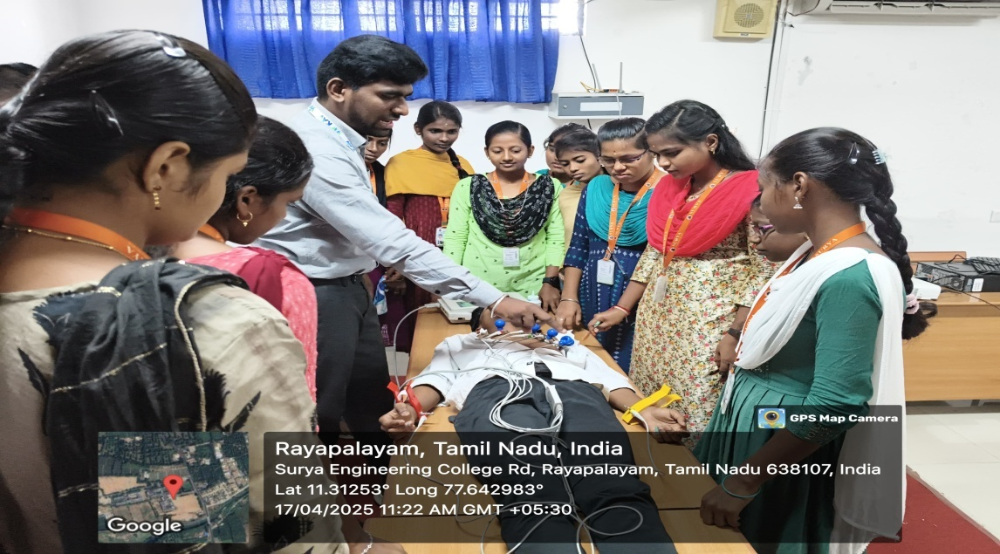 GPS Map Camera
Rayapalayam, Tamil Nadu, India
Surya Engineering College Rd, Rayapalayam, Tamil Nadu 638107, India
Lat 11.31253° Long 77.642983°
17/04/2025 11:22 AM GMT +05:30
Google